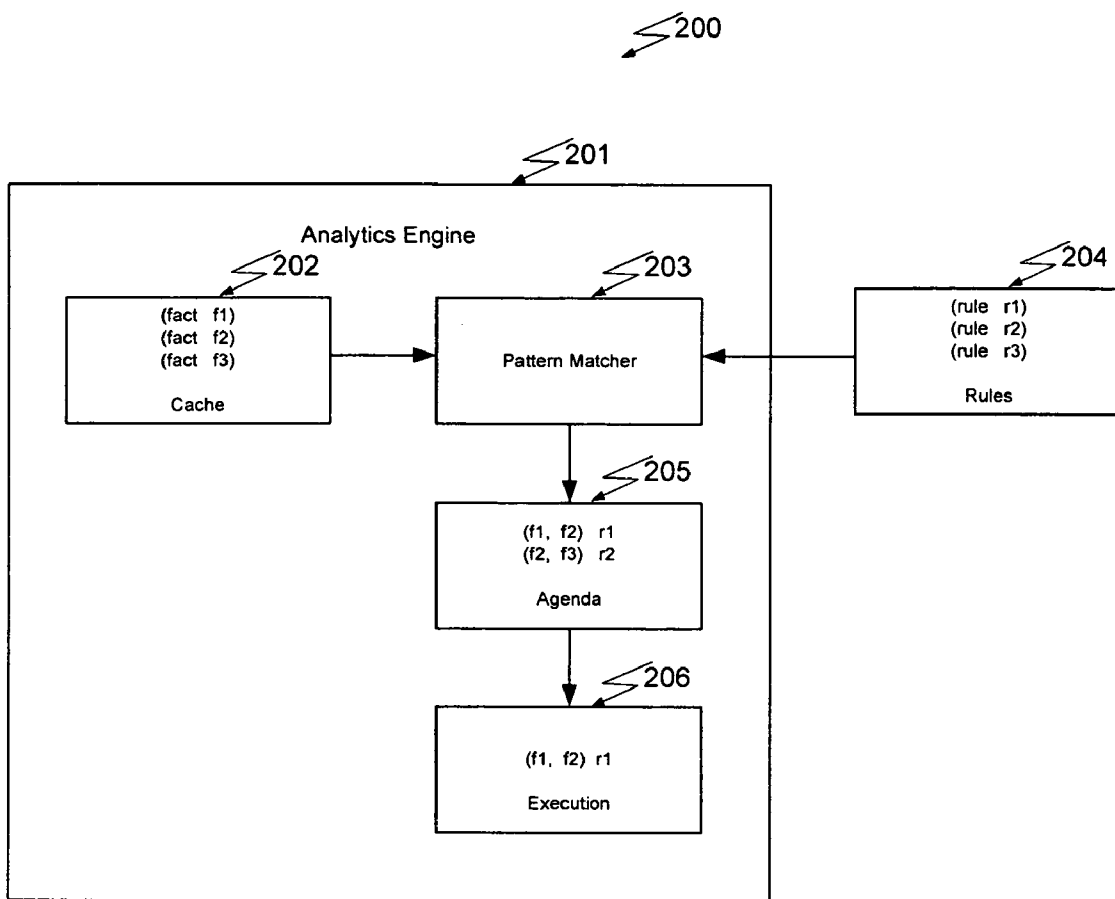 200
201
Analytics Engine
202
(fact f1)
(fact f2)
(fact f3)
Cache
203
Pattern Matcher
204
(rule r1)
(rule r2)
(rule r3)
Rules
205
(f1, f2) r1
(f2, f3) r2
Agenda
206
(f1, f2) r1
Execution